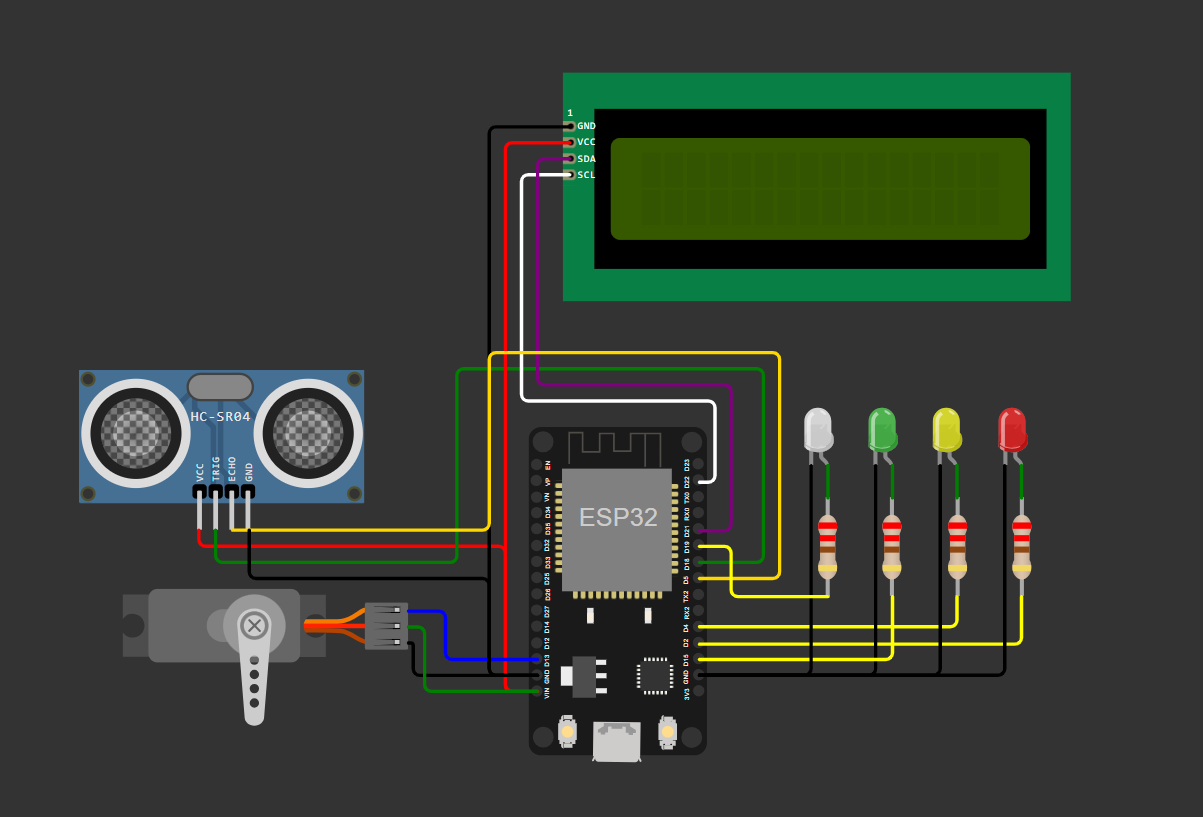 1
GND
VCC
SDA
SCL
HC-SR04
VCC
TRIG
ECHO
GND
ESP32
EN
VP
VN
D34
D35
D32
D33
D25
D26
D27
D14
D12
D13
GND
VIN
D23
D22
TX0
RX0
D21
D19
D18
D5
TX2
RX2
D4
D2
D15
GND
3V3